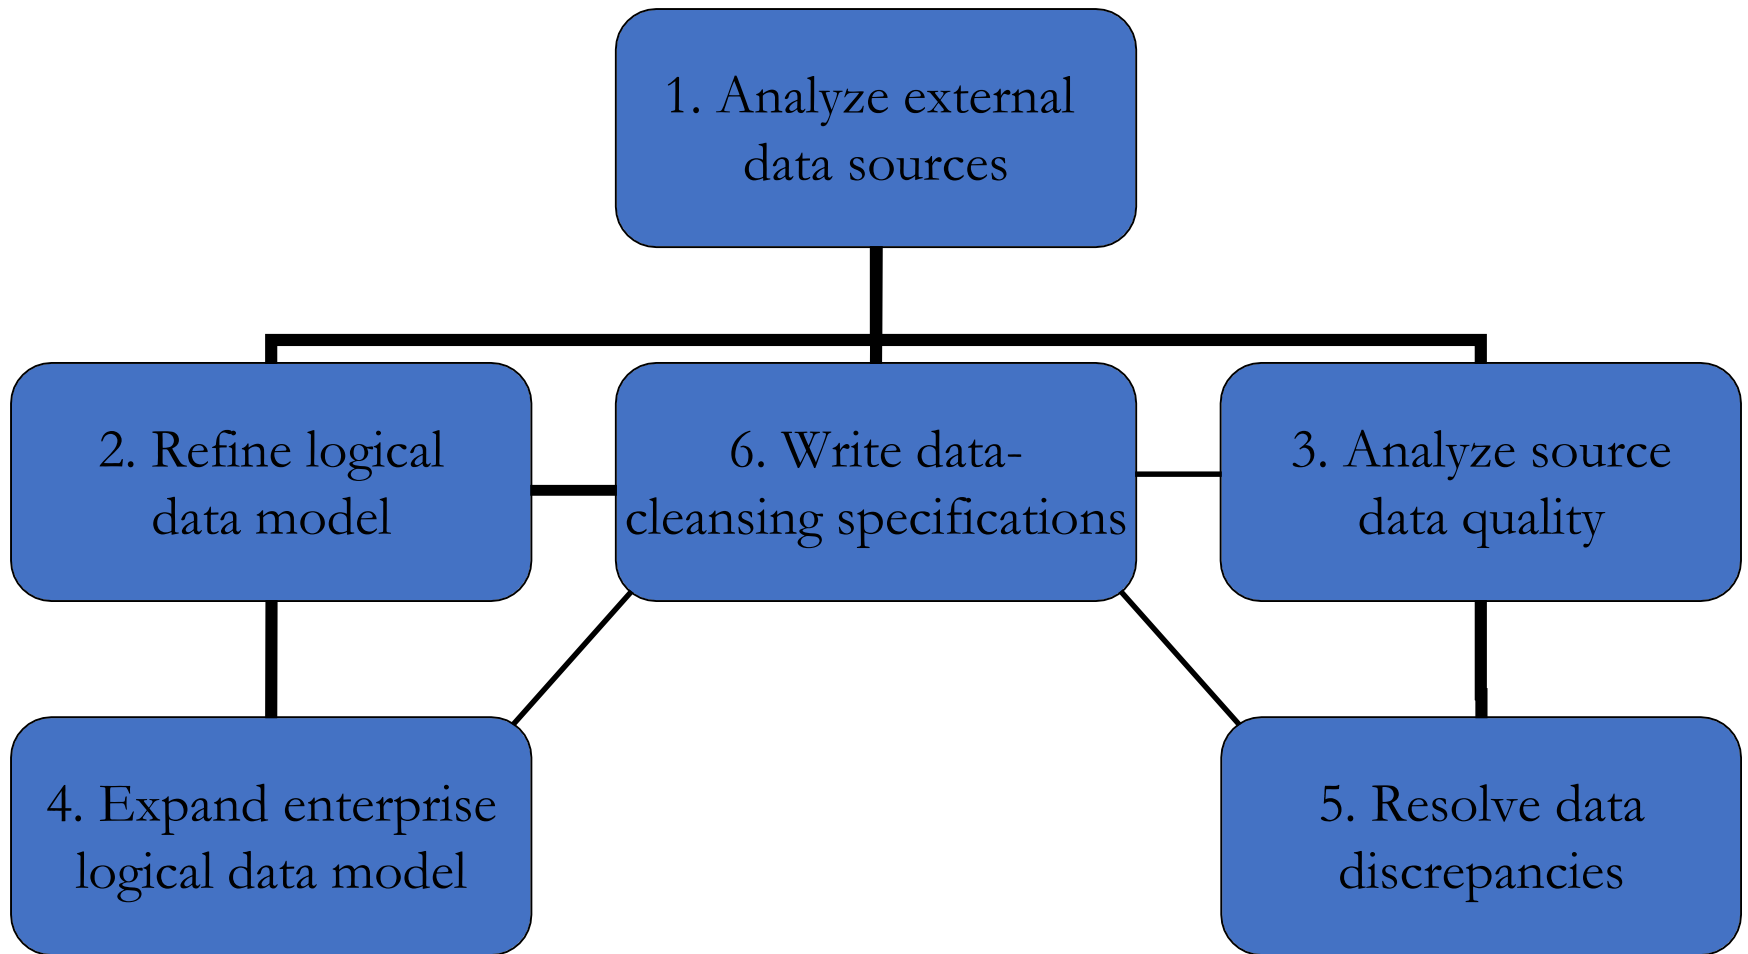 1. Analyze external
data sources
2. Refine logical
data model
6. Write data-
cleansing specifications
3. Analyze source
data quality
4. Expand enterprise
logical data model
5. Resolve data
discrepancies